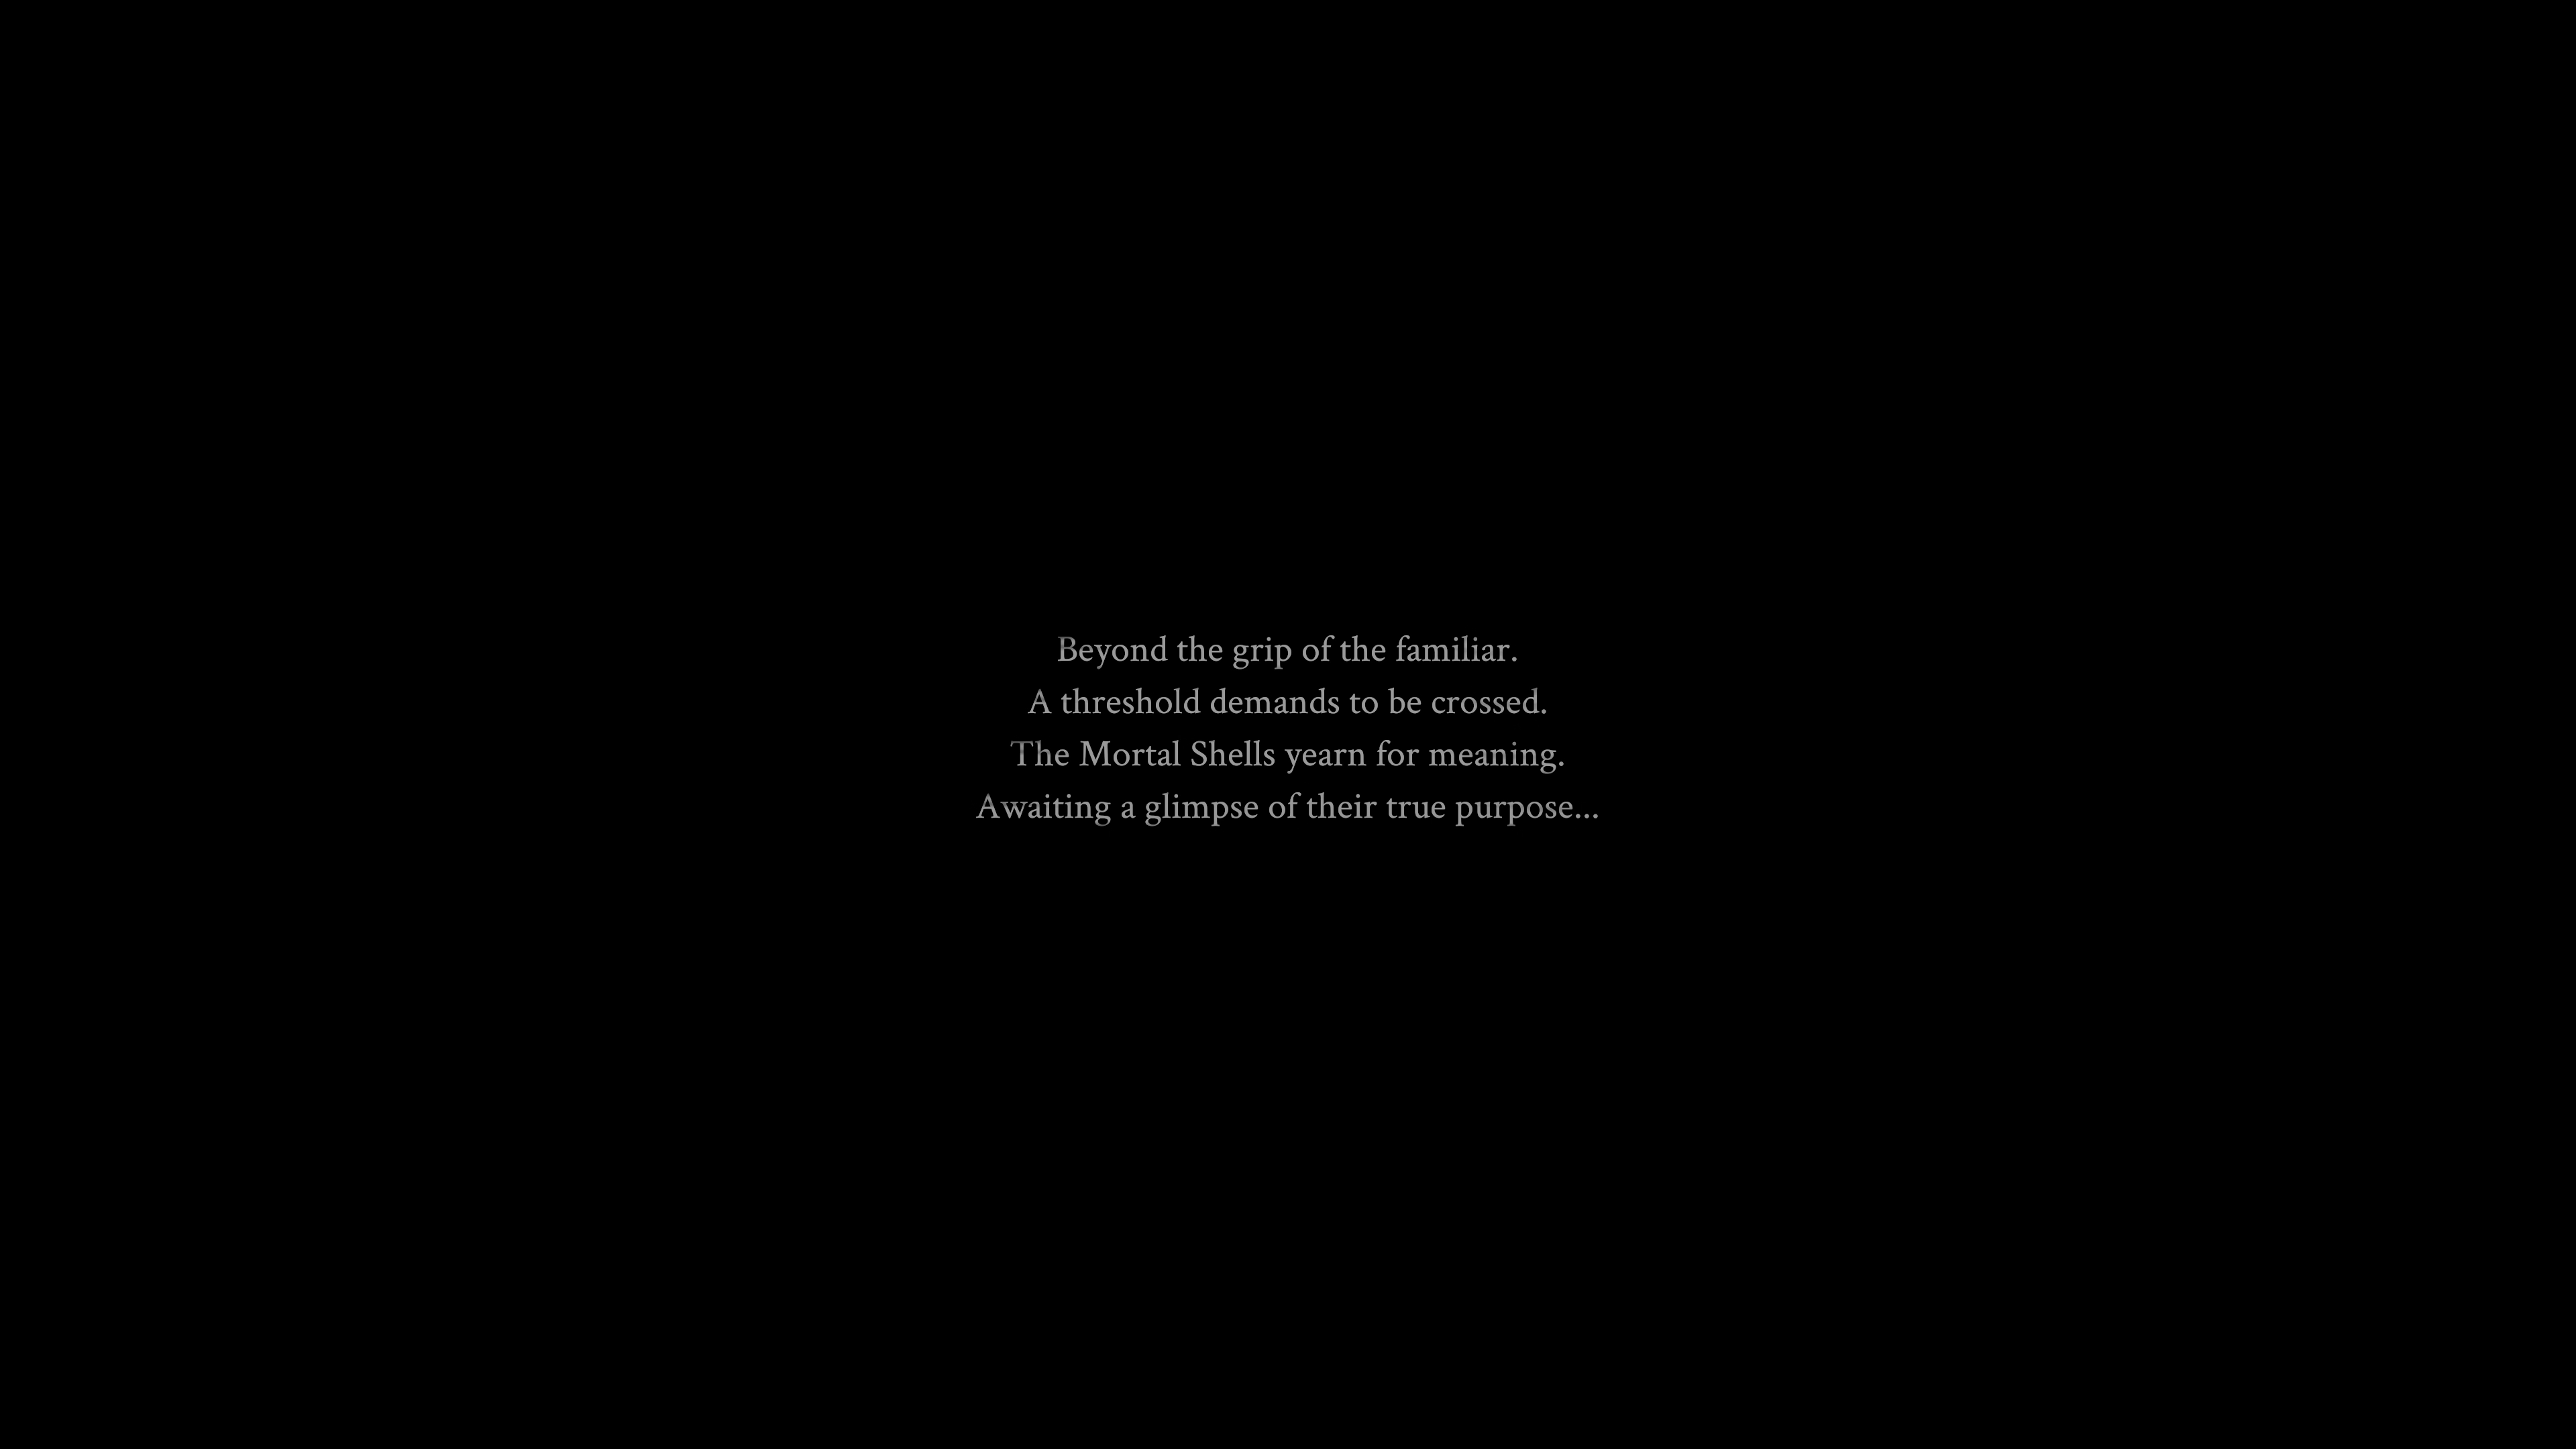 Beyond the grip of the familiar.
A threshold demands to be crossed.
The Mortal Shells yearn for meaning.
Awaiting a glimpse of their true purpose...